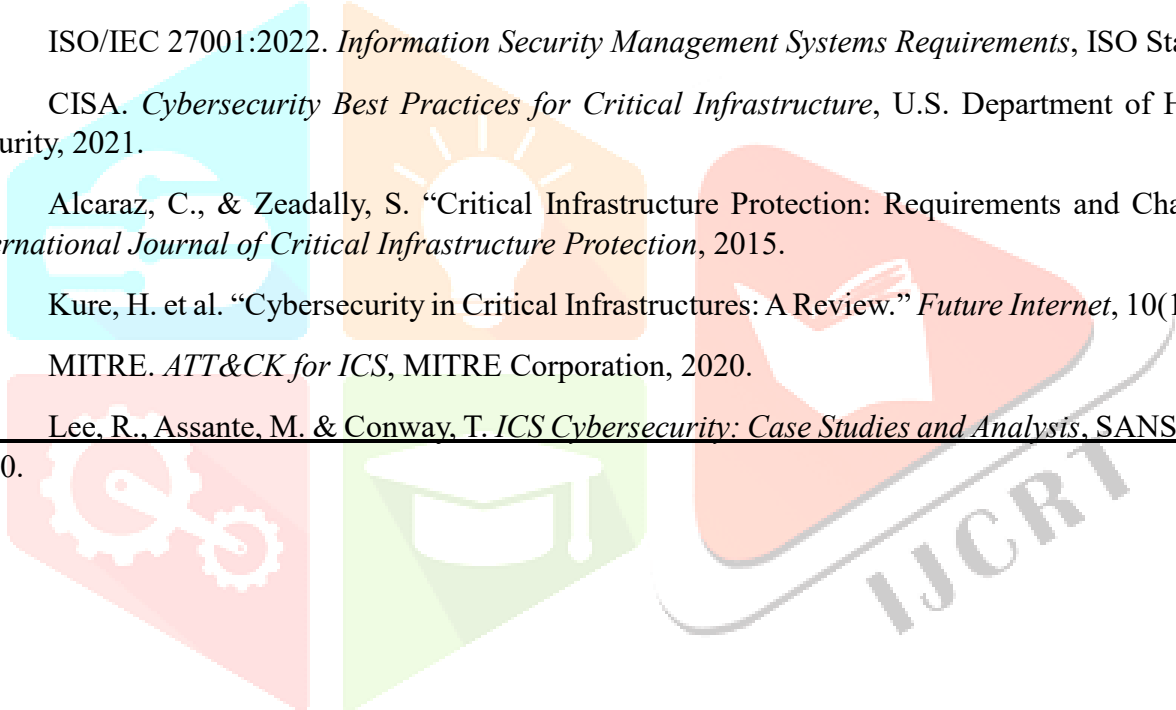 ISO/IEC 27001:2022. Information Security Management Systems Requirements, ISO
CISA. Cybersecurity Best Practices for Critical Infrastructure, U.S. Department of
urity, 2021.
Alcaraz, C., & Zeadally, S. “Critical Infrastructure Protection: Requirements and
ernational Journal of Critical Infrastructure Protection, 2015.
Kure, H. et al. “Cybersecurity in Critical Infrastructures: A Review.” Future Internet, 10(1
MITRE. ATT&CK for ICS, MITRE Corporation, 2020.
Lee, R., Assante, M. & Conway, T. ICS Cybersecurity: Case Studies and Analysis, SANS
0.
IJCRT